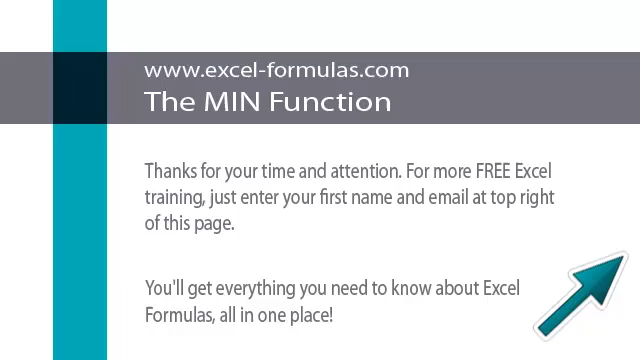 www.excel-formulas.com
The MIN Function
Thanks for your time and attention. For more FREE Excel
training, just enter your first name and email at top right
of this page.
You'll get everything you need to know about Excel
Formulas, all in one place!